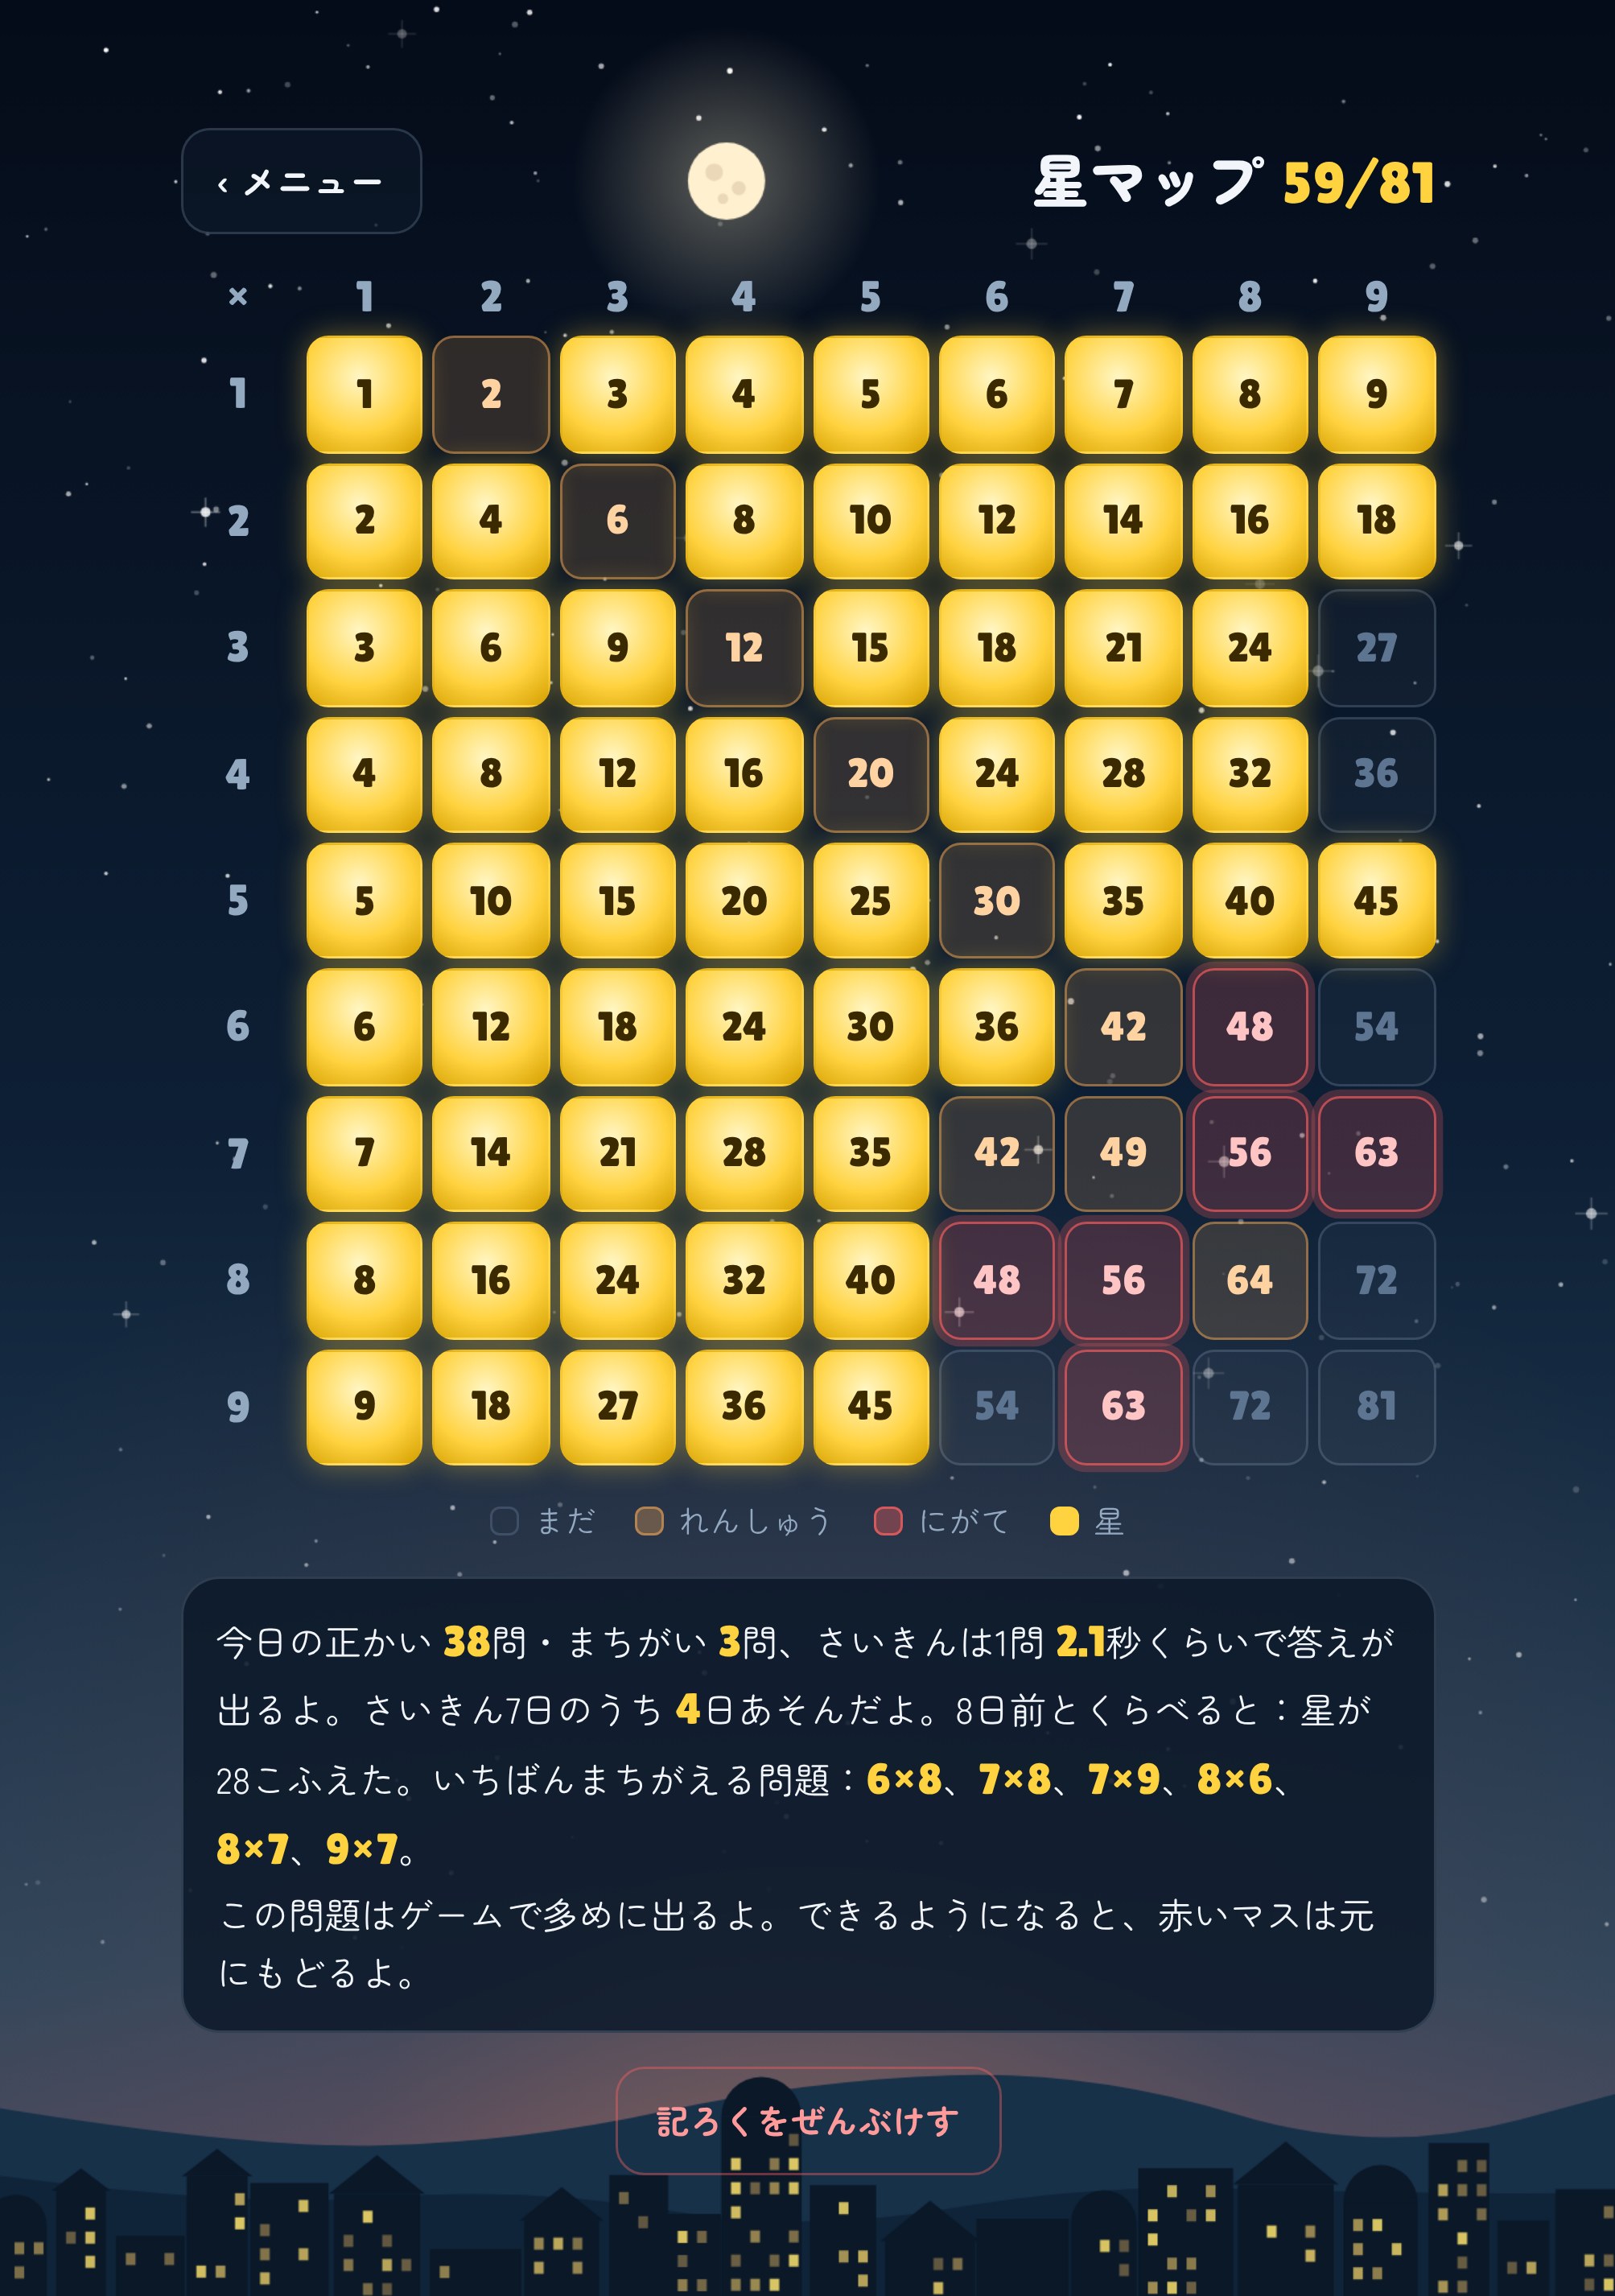 ‹ メニュー
星マップ 59/81
× 1 2 3 4 5 6 7 8 9
1 1 2 3 4 5 6 7 8 9
2 2 4 6 8 10 12 14 16 18
3 3 6 9 12 15 18 21 24 27
4 4 8 12 16 20 24 28 32 36
5 5 10 15 20 25 30 35 40 45
6 6 12 18 24 30 36 42 48 54
7 7 14 21 28 35 42 49 56 63
8 8 16 24 32 40 48 56 64 72
9 9 18 27 36 45 54 63 72 81
まだ れんしゅう にがて 星
今日の正かい 38問・まちがい 3問、さいきんは1問 2.1秒くらいで答えが
出るよ。さいきん7日のうち 4日あそんだよ。8日前とくらべると：星が
28こふえた。いちばんまちがえる問題：6×8、7×8、7×9、8×6、
8×7、9×7。
この問題はゲームで多めに出るよ。できるようになると、赤いマスは元
にもどるよ。
記ろくをぜんぶけす